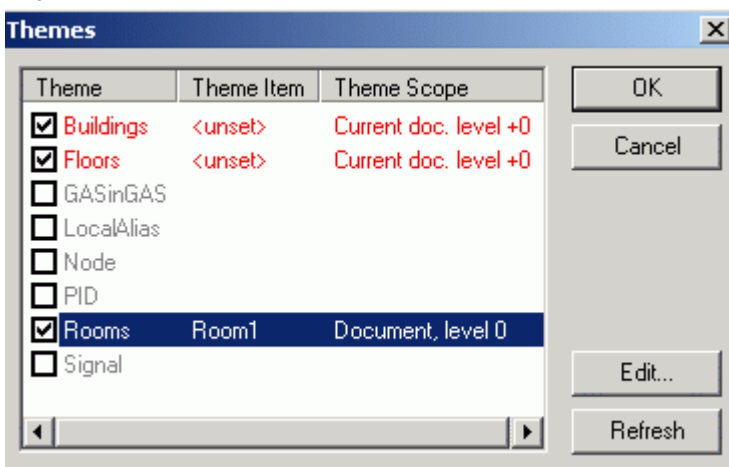 Themes
Theme Theme Item Theme Scope
Buildings <unset> Current doc. level +0
Floors <unset> Current doc. level +0
GASinGAS
LocalAlias
Node
PID
Rooms Room1 Document, level 0
Signal
OK
Cancel
Edit...
Refresh